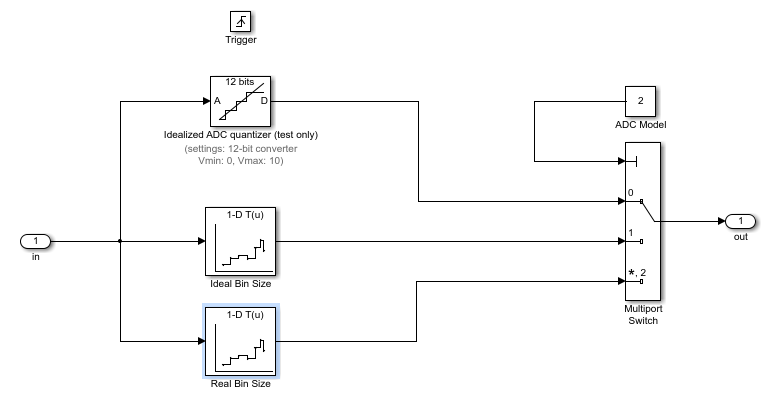 Trigger
12 bits
A
D
Idealized ADC quantizer (test only)
(settings: 12-bit converter
Vmin: 0, Vmax: 10)
2
ADC Model
0
1
*, 2
Multiport
Switch
1
in
1-D T(u)
Ideal Bin Size
1-D T(u)
Real Bin Size
1
out